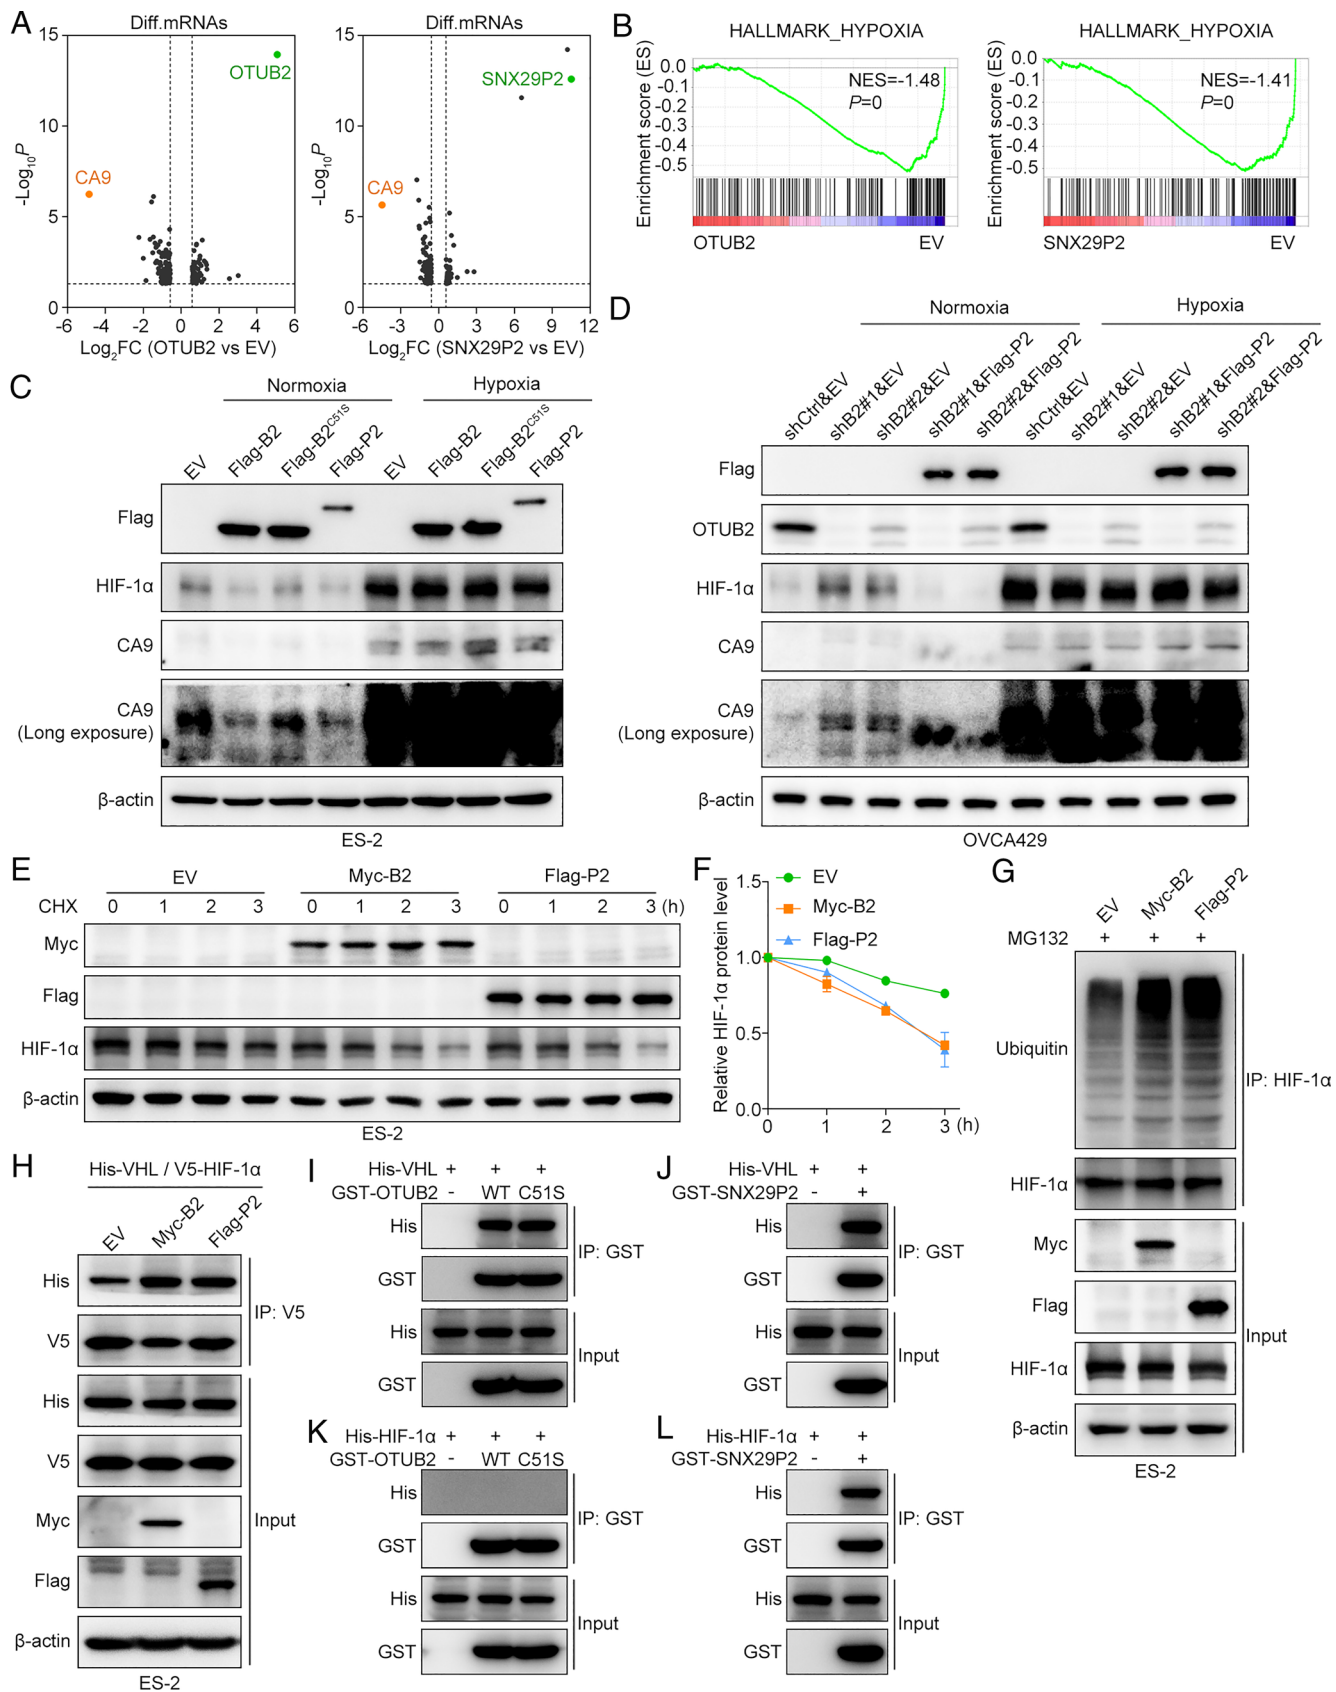 A
Diff.mRNAs
15
10
5
0
-Log10P
OTUB2
CA9
-6 -4 -2 0 2 4 6
Log2FC (OTUB2 vs EV)
Diff.mRNAs
15
10
5
0
-Log10P
SNX29P2
CA9
-6 -3 0 3 6 9 12
Log2FC (SNX29P2 vs EV)
B
HALLMARK_HYPOXIA
Enrichment score (ES)
0.0
-0.1
-0.2
-0.3
-0.4
-0.5
NES=-1.48
P=0
OTUB2 EV
HALLMARK_HYPOXIA
Enrichment score (ES)
0.0
-0.1
-0.2
-0.3
-0.4
-0.5
NES=-1.41
P=0
SNX29P2 EV
C
Normoxia Hypoxia
EV Flag-B2 Flag-B2C51S Flag-P2 EV Flag-B2 Flag-B2C51S Flag-P2
Flag
HIF-1α
CA9
CA9
(Long exposure)
β-actin
ES-2
D
Normoxia Hypoxia
shCtrl&EV shB2#1&EV shB2#2&EV shB2#1&Flag-P2 shB2#2&Flag-P2 shCtrl&EV shB2#1&EV shB2#2&EV shB2#1&Flag-P2 shB2#2&Flag-P2
Flag
OTUB2
HIF-1α
CA9
CA9
(Long exposure)
β-actin
OVCA429
E
EV Myc-B2 Flag-P2
CHX 0 1 2 3 0 1 2 3 0 1 2 3 (h)
Myc
Flag
HIF-1α
β-actin
ES-2
F
Relative HIF-1α protein level
1.5
1.0
0.5
0.0
EV
Myc-B2
Flag-P2
0 1 2 3 (h)
G
EV Myc-B2 Flag-P2
MG132 + + +
Ubiquitin
HIF-1α
IP: HIF-1α
Myc
Flag
HIF-1α
β-actin
Input
ES-2
H
His-VHL / V5-HIF-1α
EV Myc-B2 Flag-P2
His
V5
IP: V5
His
V5
Myc
Flag
β-actin
Input
ES-2
I
His-VHL + + +
GST-OTUB2 - WT C51S
His
GST
IP: GST
His
GST
Input
J
His-VHL + +
GST-SNX29P2 - +
His
GST
IP: GST
His
GST
Input
K
His-HIF-1α + + +
GST-OTUB2 - WT C51S
His
GST
IP: GST
His
GST
Input
L
His-HIF-1α + +
GST-SNX29P2 - +
His
GST
IP: GST
His
GST
Input